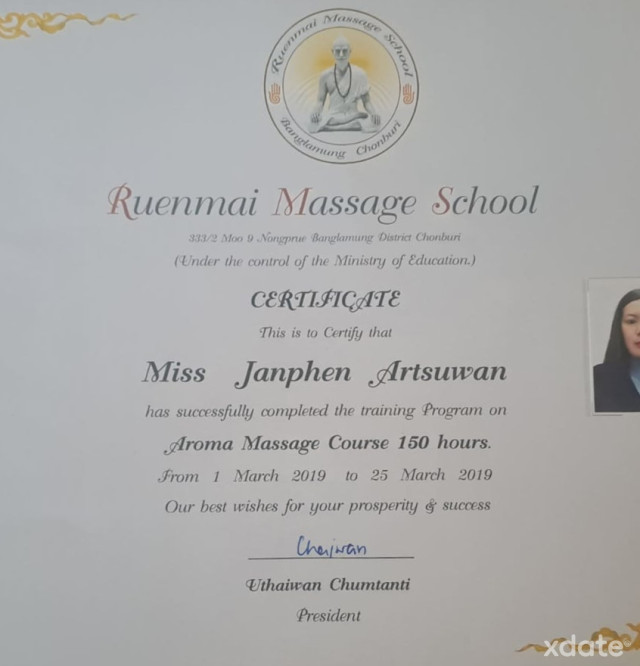 Ruenmai Massage School
Banglamung Chonburi
Ruenmai Massage School
333/2 Moo 9 Nongprue Banglamung District Chonburi
(Under the control of the Ministry of Education.)
CERTIFICATE
This is to Certify that
Miss Janphen Artsuwan
has successfully completed the training Program on
Aroma Massage Course 150 hours.
From 1 March 2019 to 25 March 2019
Our best wishes for your prosperity & success
Chaiwan
Uthaiwan Chumtanti
President
xdate